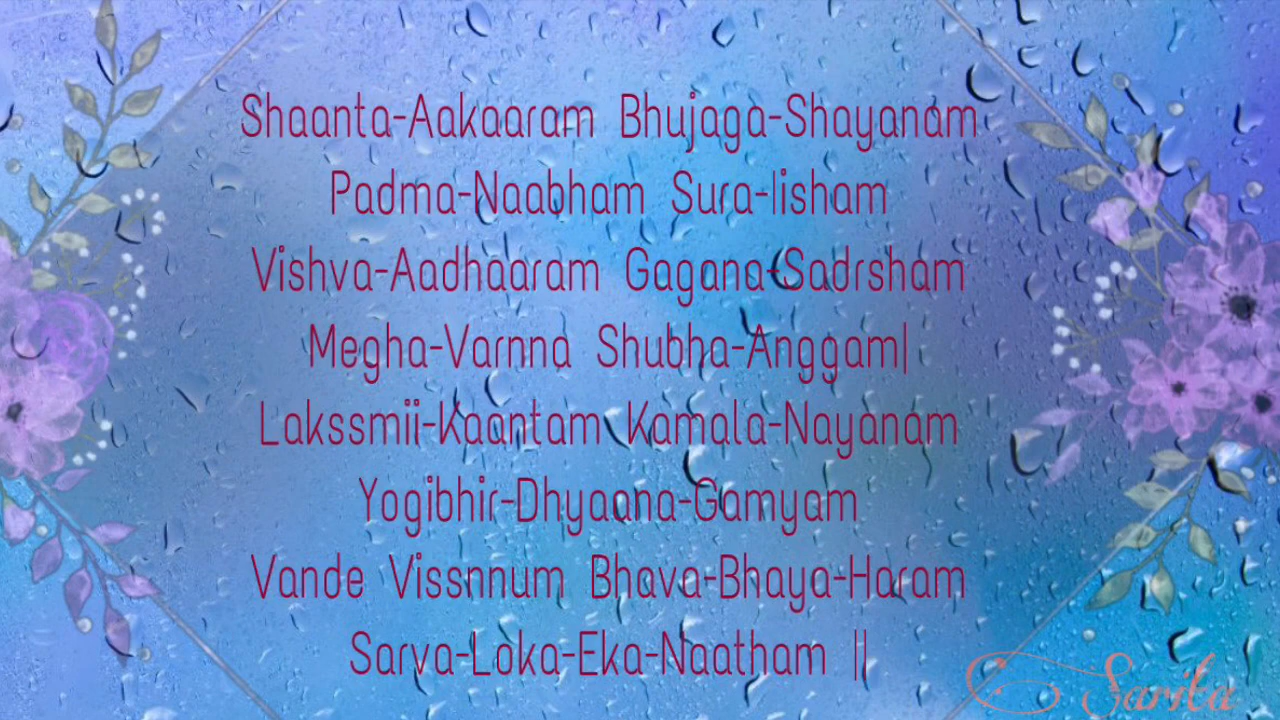 Shaanta-Aakaaram Bhujaga-Shayanam
Padma-Naabham Sura-Iisham
Vishva-Aadhaaram Gagana-Sadrsham
Megha-Varnna Shubha-Anggam|
Lakssmii-Kaantam Kamala-Nayanam
Yogibhir-Dhyaana-Gamyam
Vande Vissnnum Bhava-Bhaya-Haram
Sarva-Loka-Eka-Naatham ||
Sarita